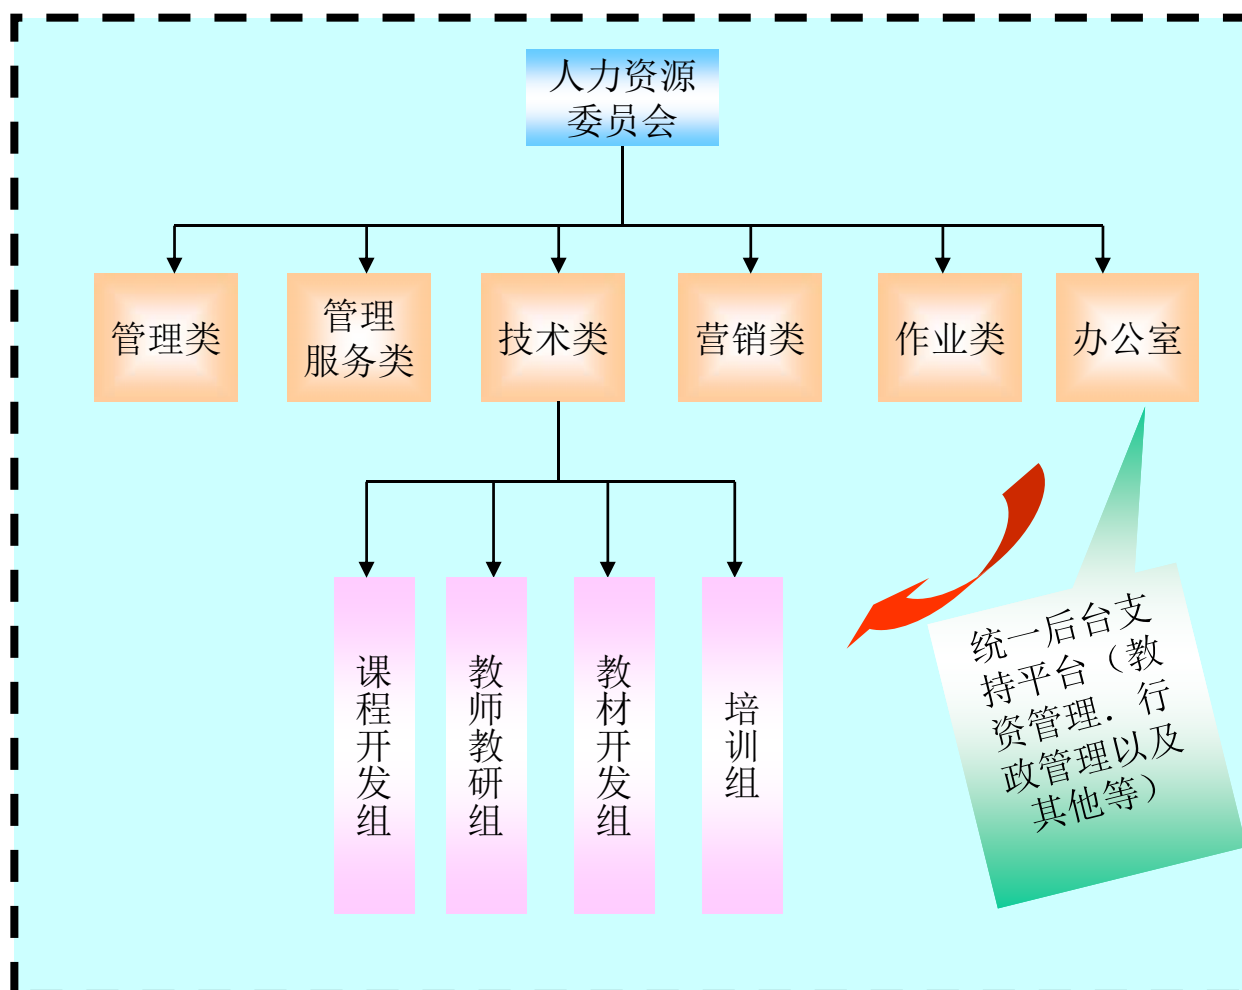 人力资源
委员会
管理类
管理
服务类
技术类
营销类
作业类
办公室
课程开发组
教师教研组
教材开发组
培训组
统一后台支
持平台（教
资管理．行
政管理以及
其他等）